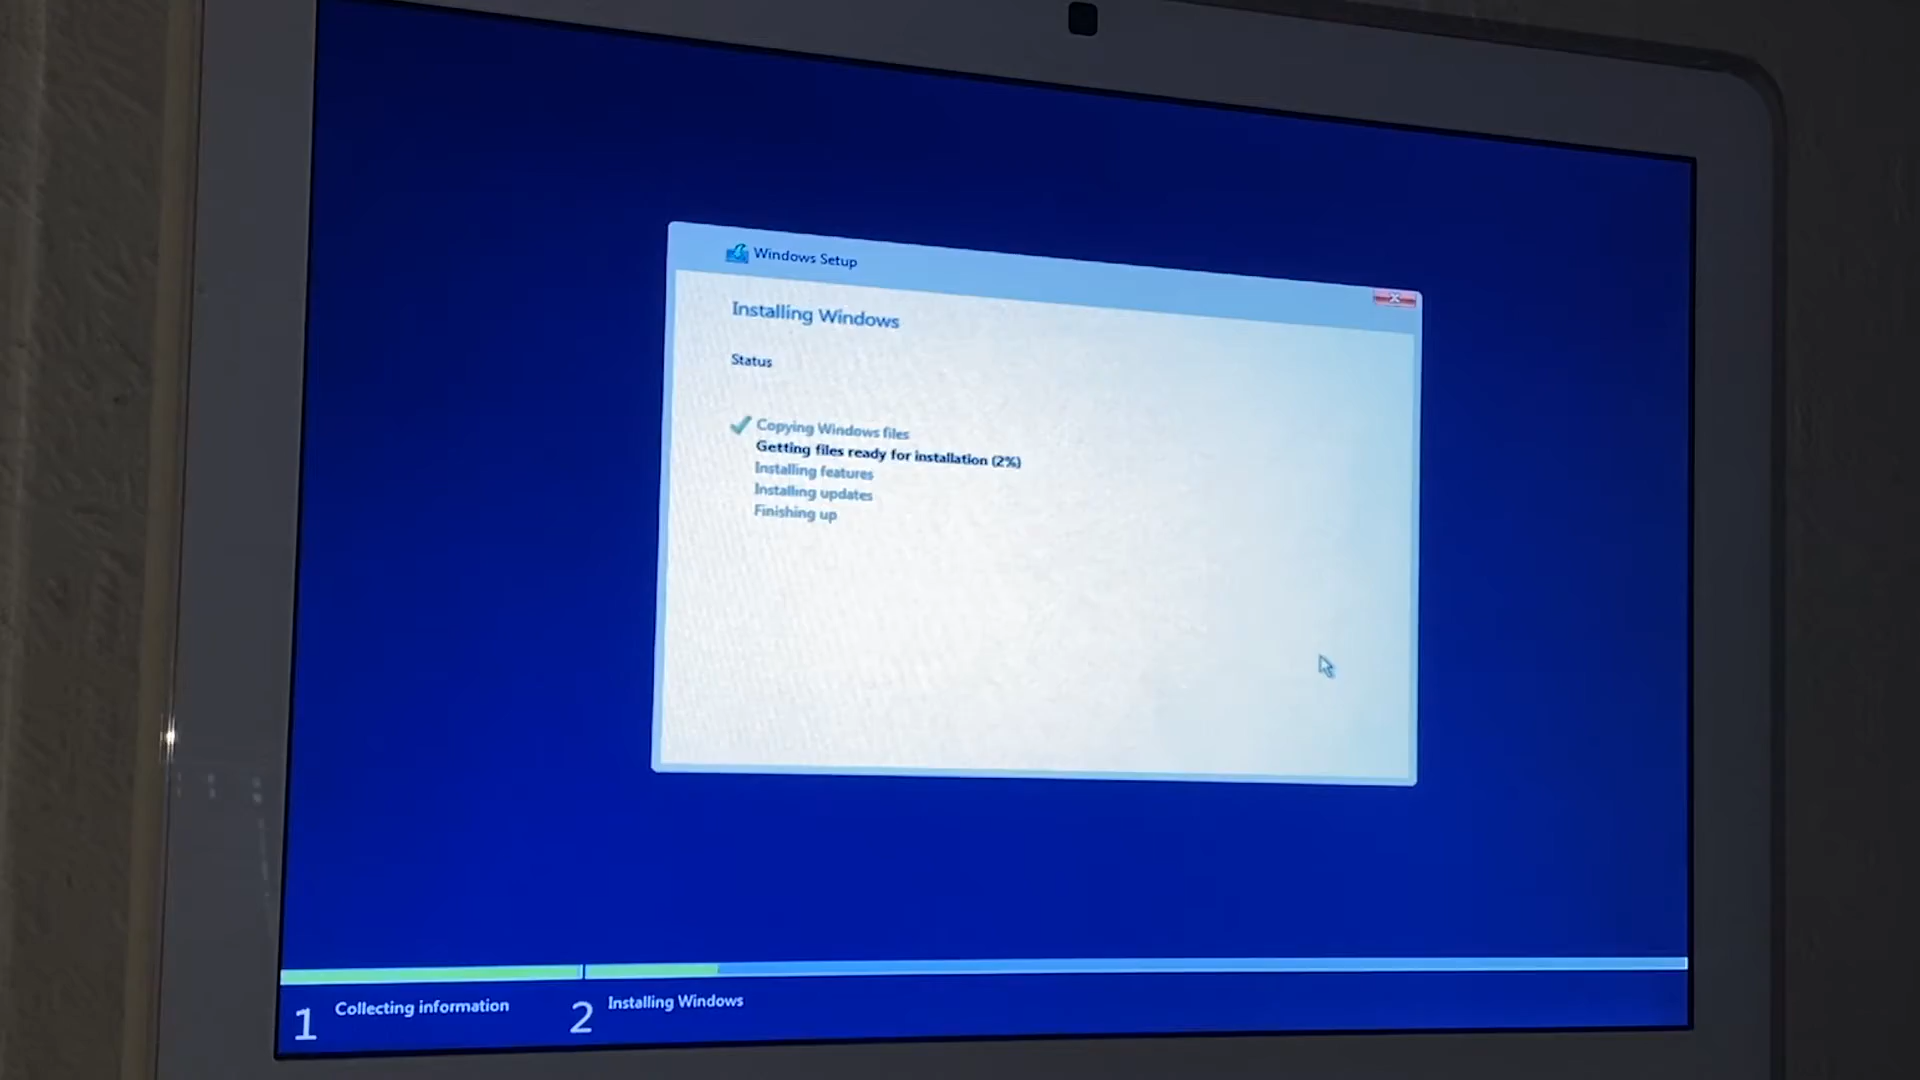 Windows Setup
Installing Windows
Status
Copying Windows files
Getting files ready for installation (2%)
Installing features
Installing updates
Finishing up
1 Collecting information
2 Installing Windows